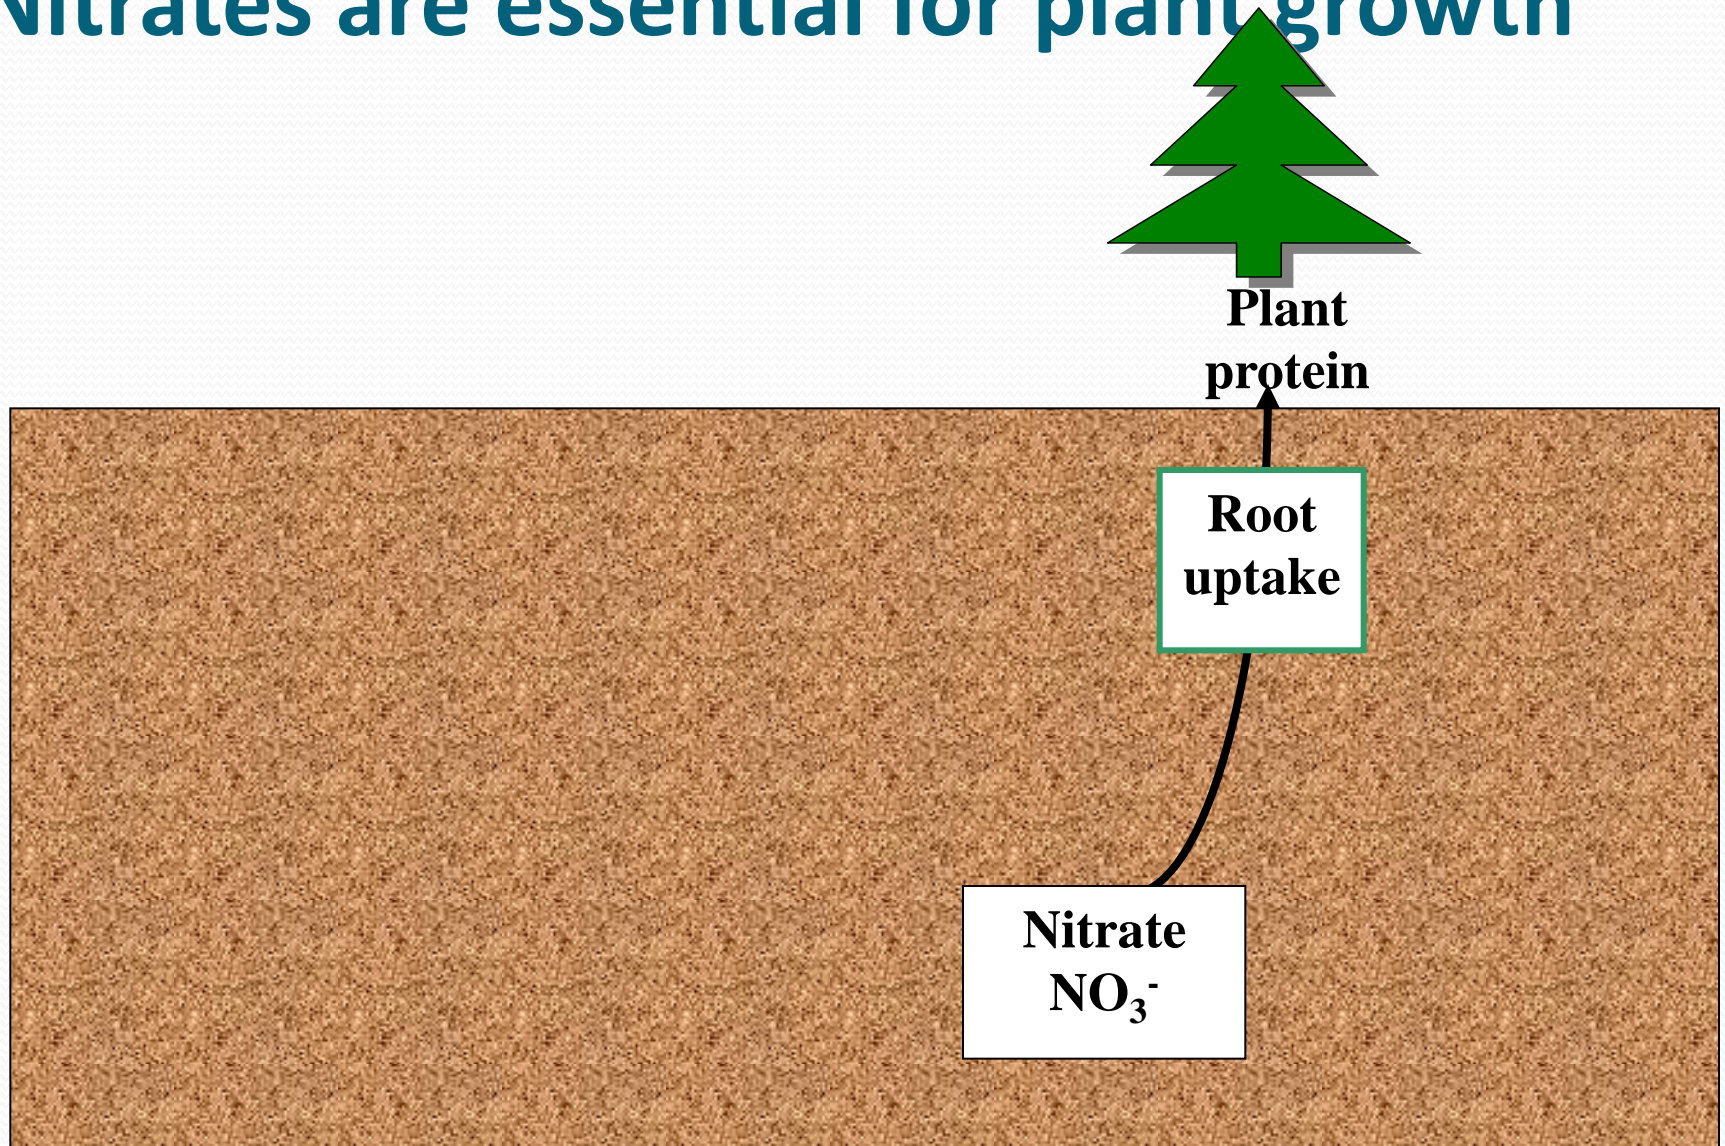 Nitrates are essential for plant growth
Plant
protein
Root
uptake
Nitrate
NO₃⁻